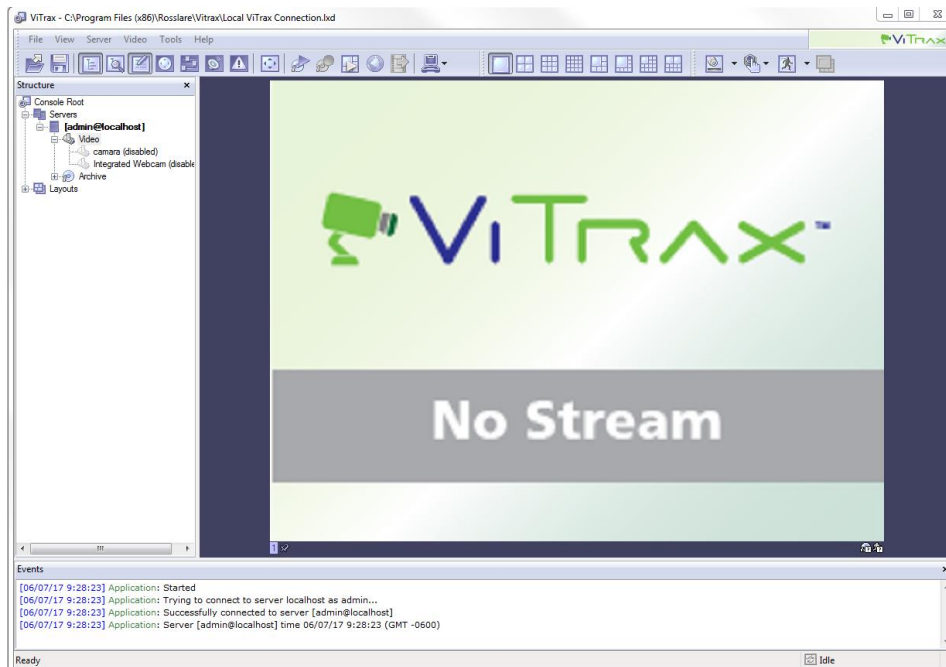 ViTrax - C:\Program Files (x86)\Rosslare\Vitrax\Local ViTrax Connection.lxd
File View Server Video Tools Help
ViTrax
Structure
Console Root
Servers
[admin@localhost]
Video
camara (disabled)
Integrated Webcam (disable
Archive
Layouts
ViTrax™
No Stream
1
Events
[06/07/17 9:28:23] Application: Started
[06/07/17 9:28:23] Application: Trying to connect to server localhost as admin...
[06/07/17 9:28:23] Application: Successfully connected to server [admin@localhost]
[06/07/17 9:28:23] Application: Server [admin@localhost] time 06/07/17 9:28:23 (GMT -0600)
Ready
Idle